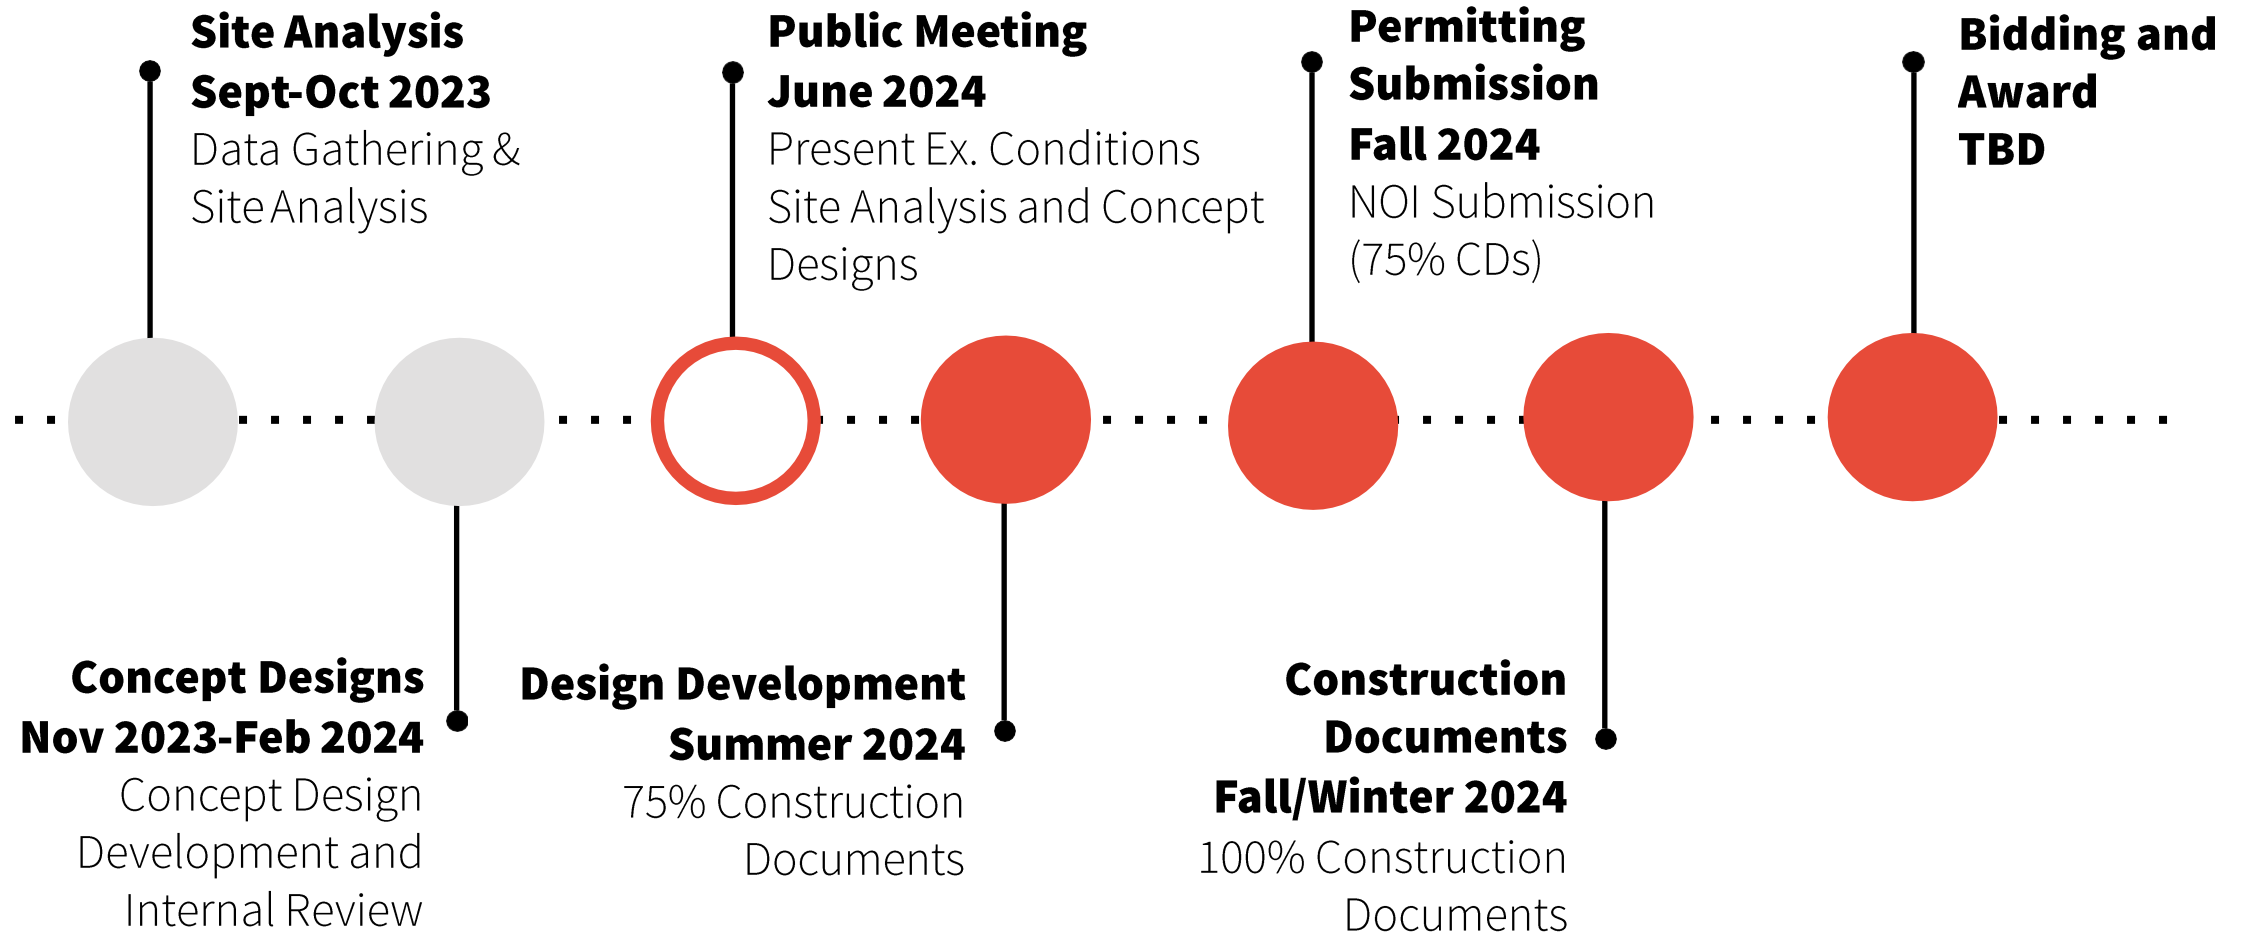 Site Analysis
Sept-Oct 2023
Data Gathering &
Site Analysis
Concept Designs
Nov 2023-Feb 2024
Concept Design
Development and
Internal Review
Public Meeting
June 2024
Present Ex. Conditions
Site Analysis and Concept
Designs
Design Development
Summer 2024
75% Construction
Documents
Permitting
Submission
Fall 2024
NOI Submission
(75% CDs)
Construction
Documents
Fall/Winter 2024
100% Construction
Documents
Bidding and
Award
TBD